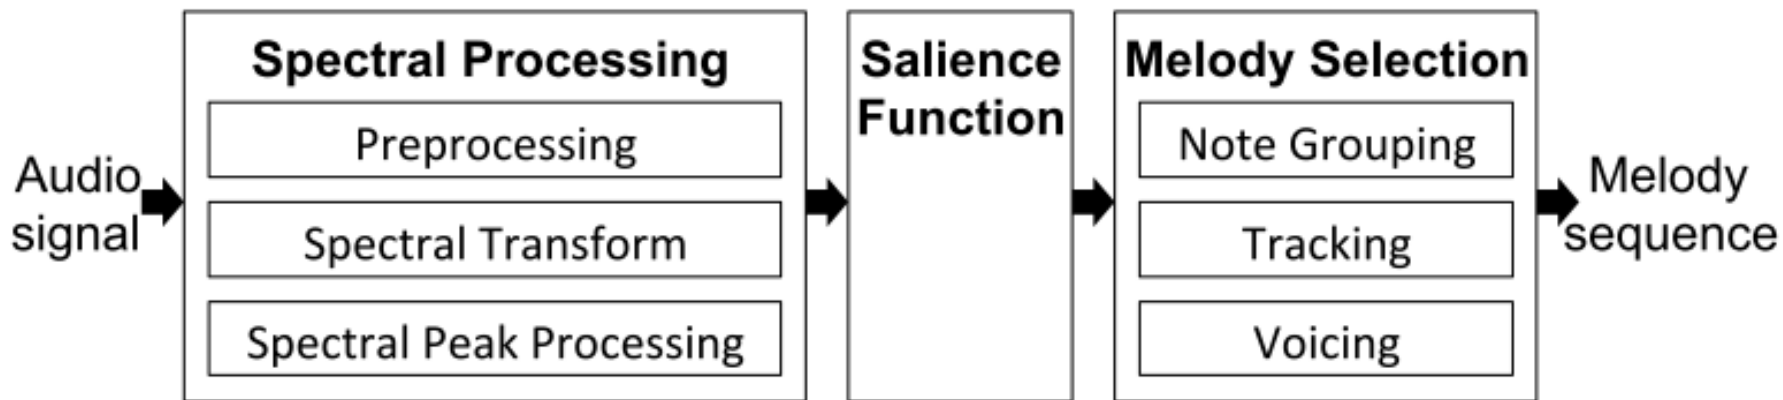 Audio
signal
Spectral Processing
Preprocessing
Spectral Transform
Spectral Peak Processing
Salience
Function
Melody Selection
Note Grouping
Tracking
Voicing
Melody
sequence